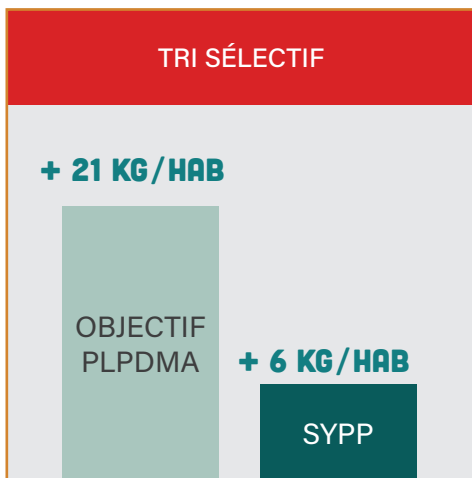 TRI SÉLECTIF
+ 21 KG/HAB
OBJECTIF
PLPDMA
+ 6 KG/HAB
SYPP